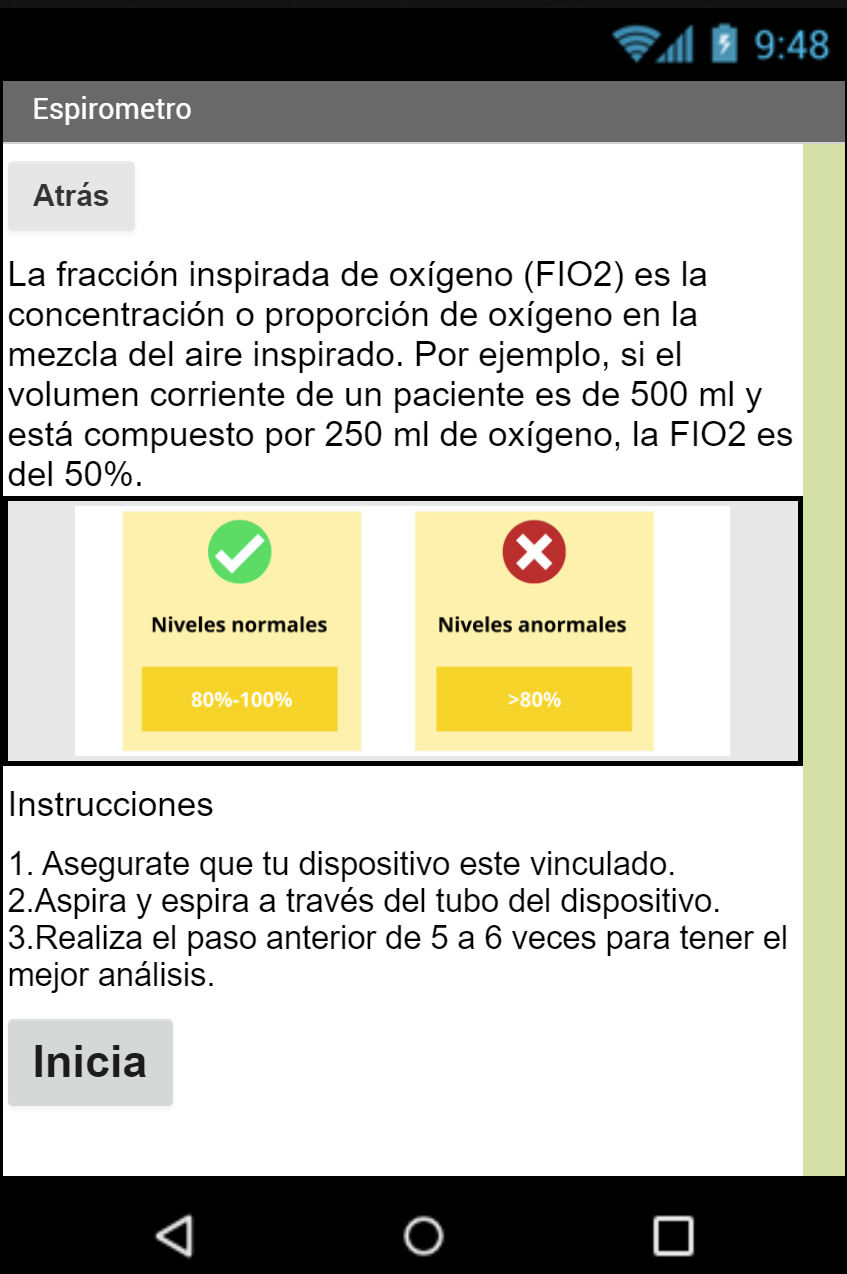 9:48
Espirometro
Atrás
La fracción inspirada de oxígeno (FIO2) es la
concentración o proporción de oxígeno en la
mezcla del aire inspirado. Por ejemplo, si el
volumen corriente de un paciente es de 500 ml y
está compuesto por 250 ml de oxígeno, la FIO2 es
del 50%.
Niveles normales
80%-100%
Niveles anormales
>80%
Instrucciones
1. Asegurate que tu dispositivo este vinculado.
2.Aspira y espira a través del tubo del dispositivo.
3.Realiza el paso anterior de 5 a 6 veces para tener el
mejor análisis.
Inicia